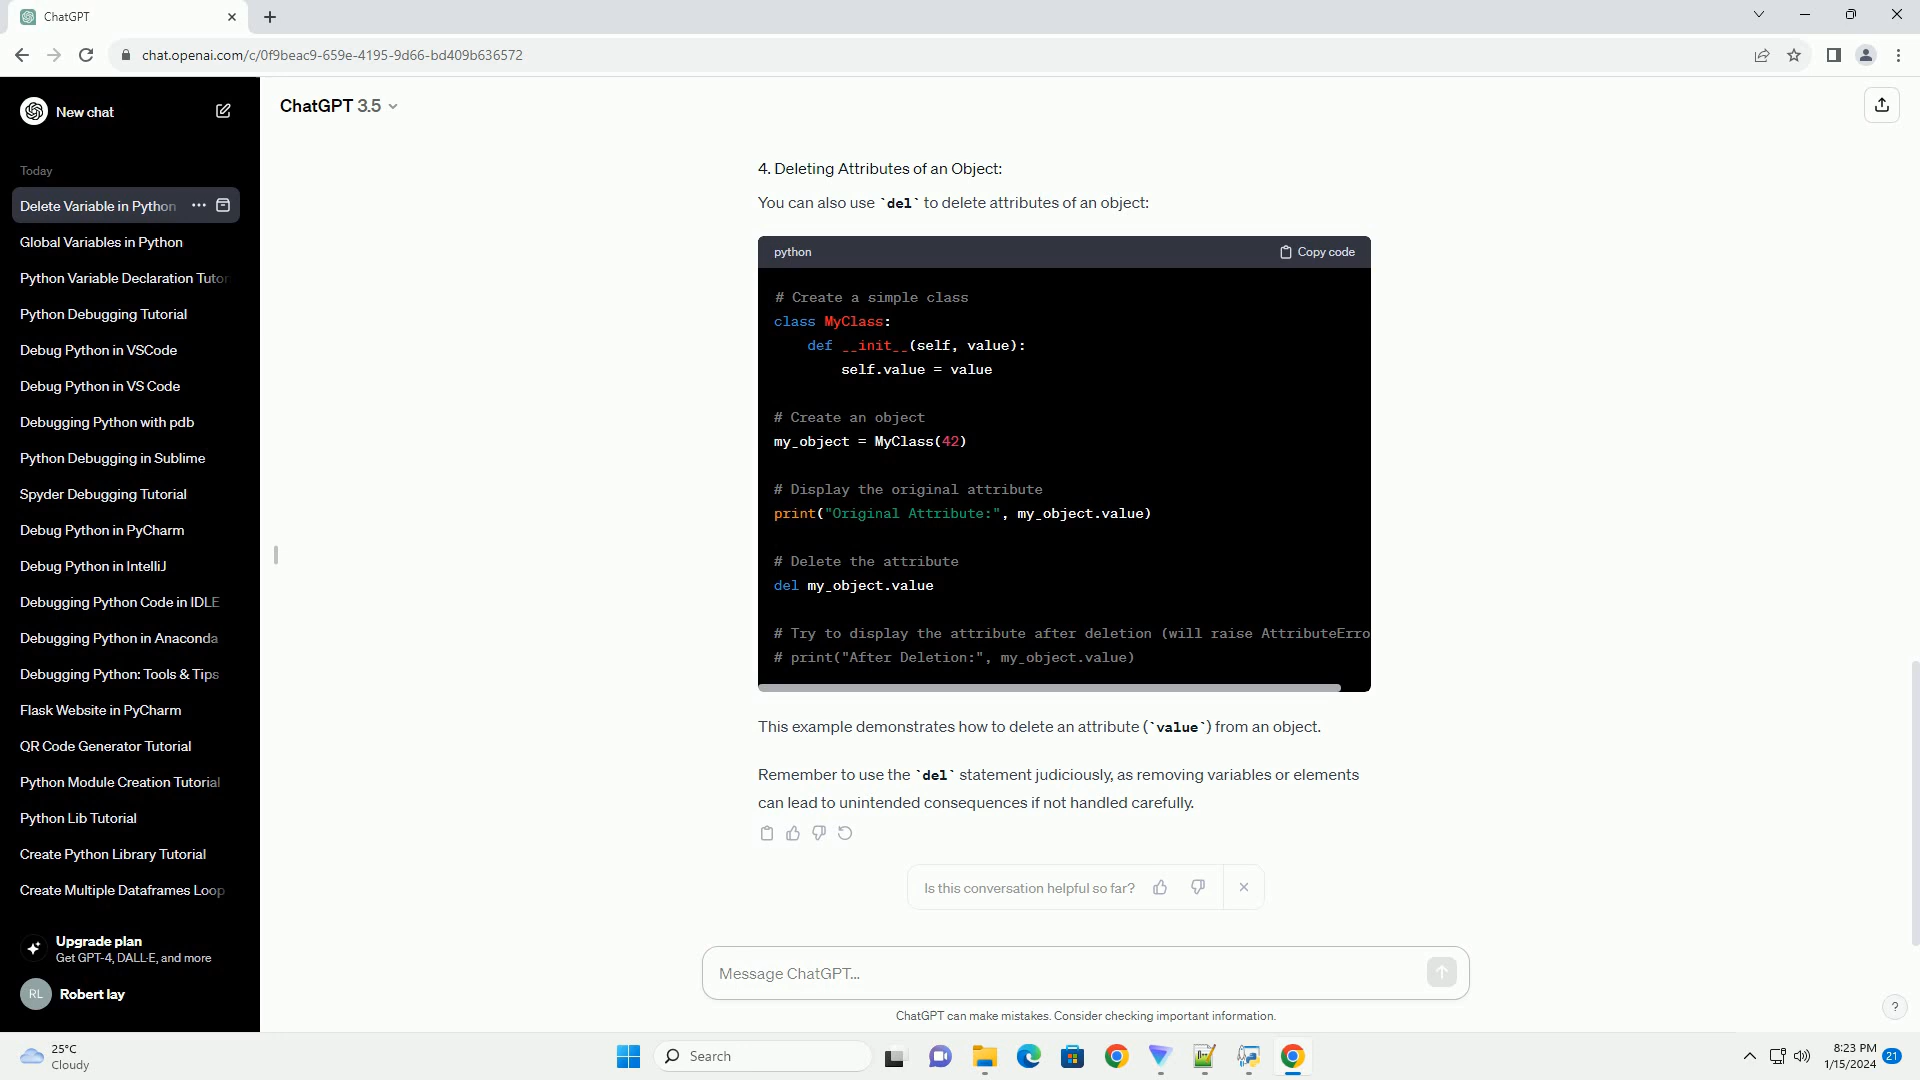 ChatGPT
chat.openai.com/c/0f9beac9-659e-4195-9d66-bd409b636572
New chat
Today
Delete Variable in Python
Global Variables in Python
Python Variable Declaration Tutor
Python Debugging Tutorial
Debug Python in VSCode
Debug Python in VS Code
Debugging Python with pdb
Python Debugging in Sublime
Spyder Debugging Tutorial
Debug Python in PyCharm
Debug Python in IntelliJ
Debugging Python Code in IDLE
Debugging Python in Anaconda
Debugging Python: Tools & Tips
Flask Website in PyCharm
QR Code Generator Tutorial
Python Module Creation Tutorial
Python Lib Tutorial
Create Python Library Tutorial
Create Multiple Dataframes Loop
Upgrade plan
Get GPT-4, DALL·E, and more
RL Robert lay
ChatGPT 3.5
4. Deleting Attributes of an Object:
You can also use `del` to delete attributes of an object:
python Copy code
# Create a simple class
class MyClass:
    def __init__(self, value):
        self.value = value
# Create an object
my_object = MyClass(42)
# Display the original attribute
print("Original Attribute:", my_object.value)
# Delete the attribute
del my_object.value
# Try to display the attribute after deletion (will raise AttributeErro
# print("After Deletion:", my_object.value)
This example demonstrates how to delete an attribute (`value`) from an object.
Remember to use the `del` statement judiciously, as removing variables or elements
can lead to unintended consequences if not handled carefully.
Is this conversation helpful so far?
Message ChatGPT...
ChatGPT can make mistakes. Consider checking important information.
?
25°C
Cloudy
Search
8:23 PM
1/15/2024
21